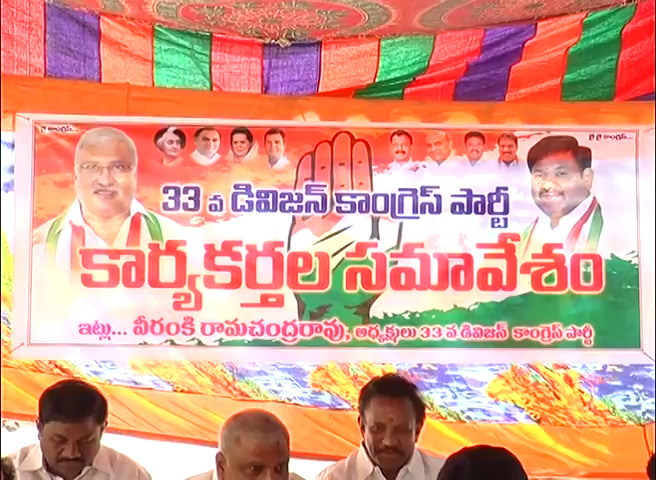 జై కాంగ్రెస్... జై జై కాంగ్రెస్...
33 వ డివిజన్ కాంగ్రెస్ పార్టీ
కార్యకర్తల సమావేశం
ఇట్లు... వీరంకి రామచంద్రరావు, అధ్యక్షులు 33 వ డివిజన్ కాంగ్రెస్ పార్టీ